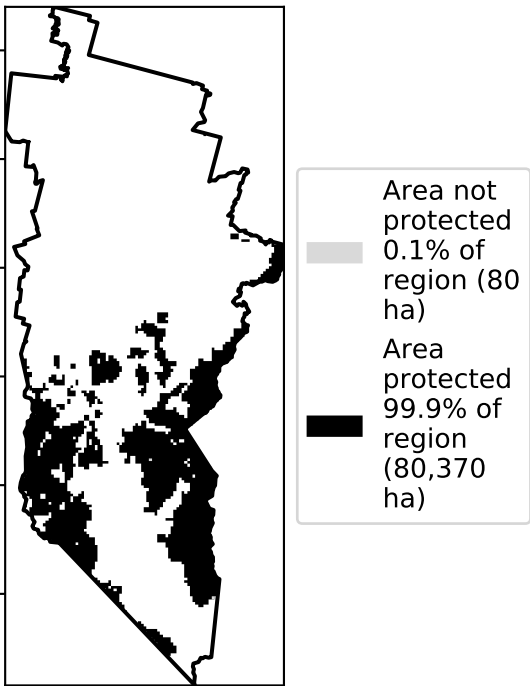 Area not
protected
0.1% of
region (80
ha)
Area
protected
99.9% of
region
(80,370
ha)